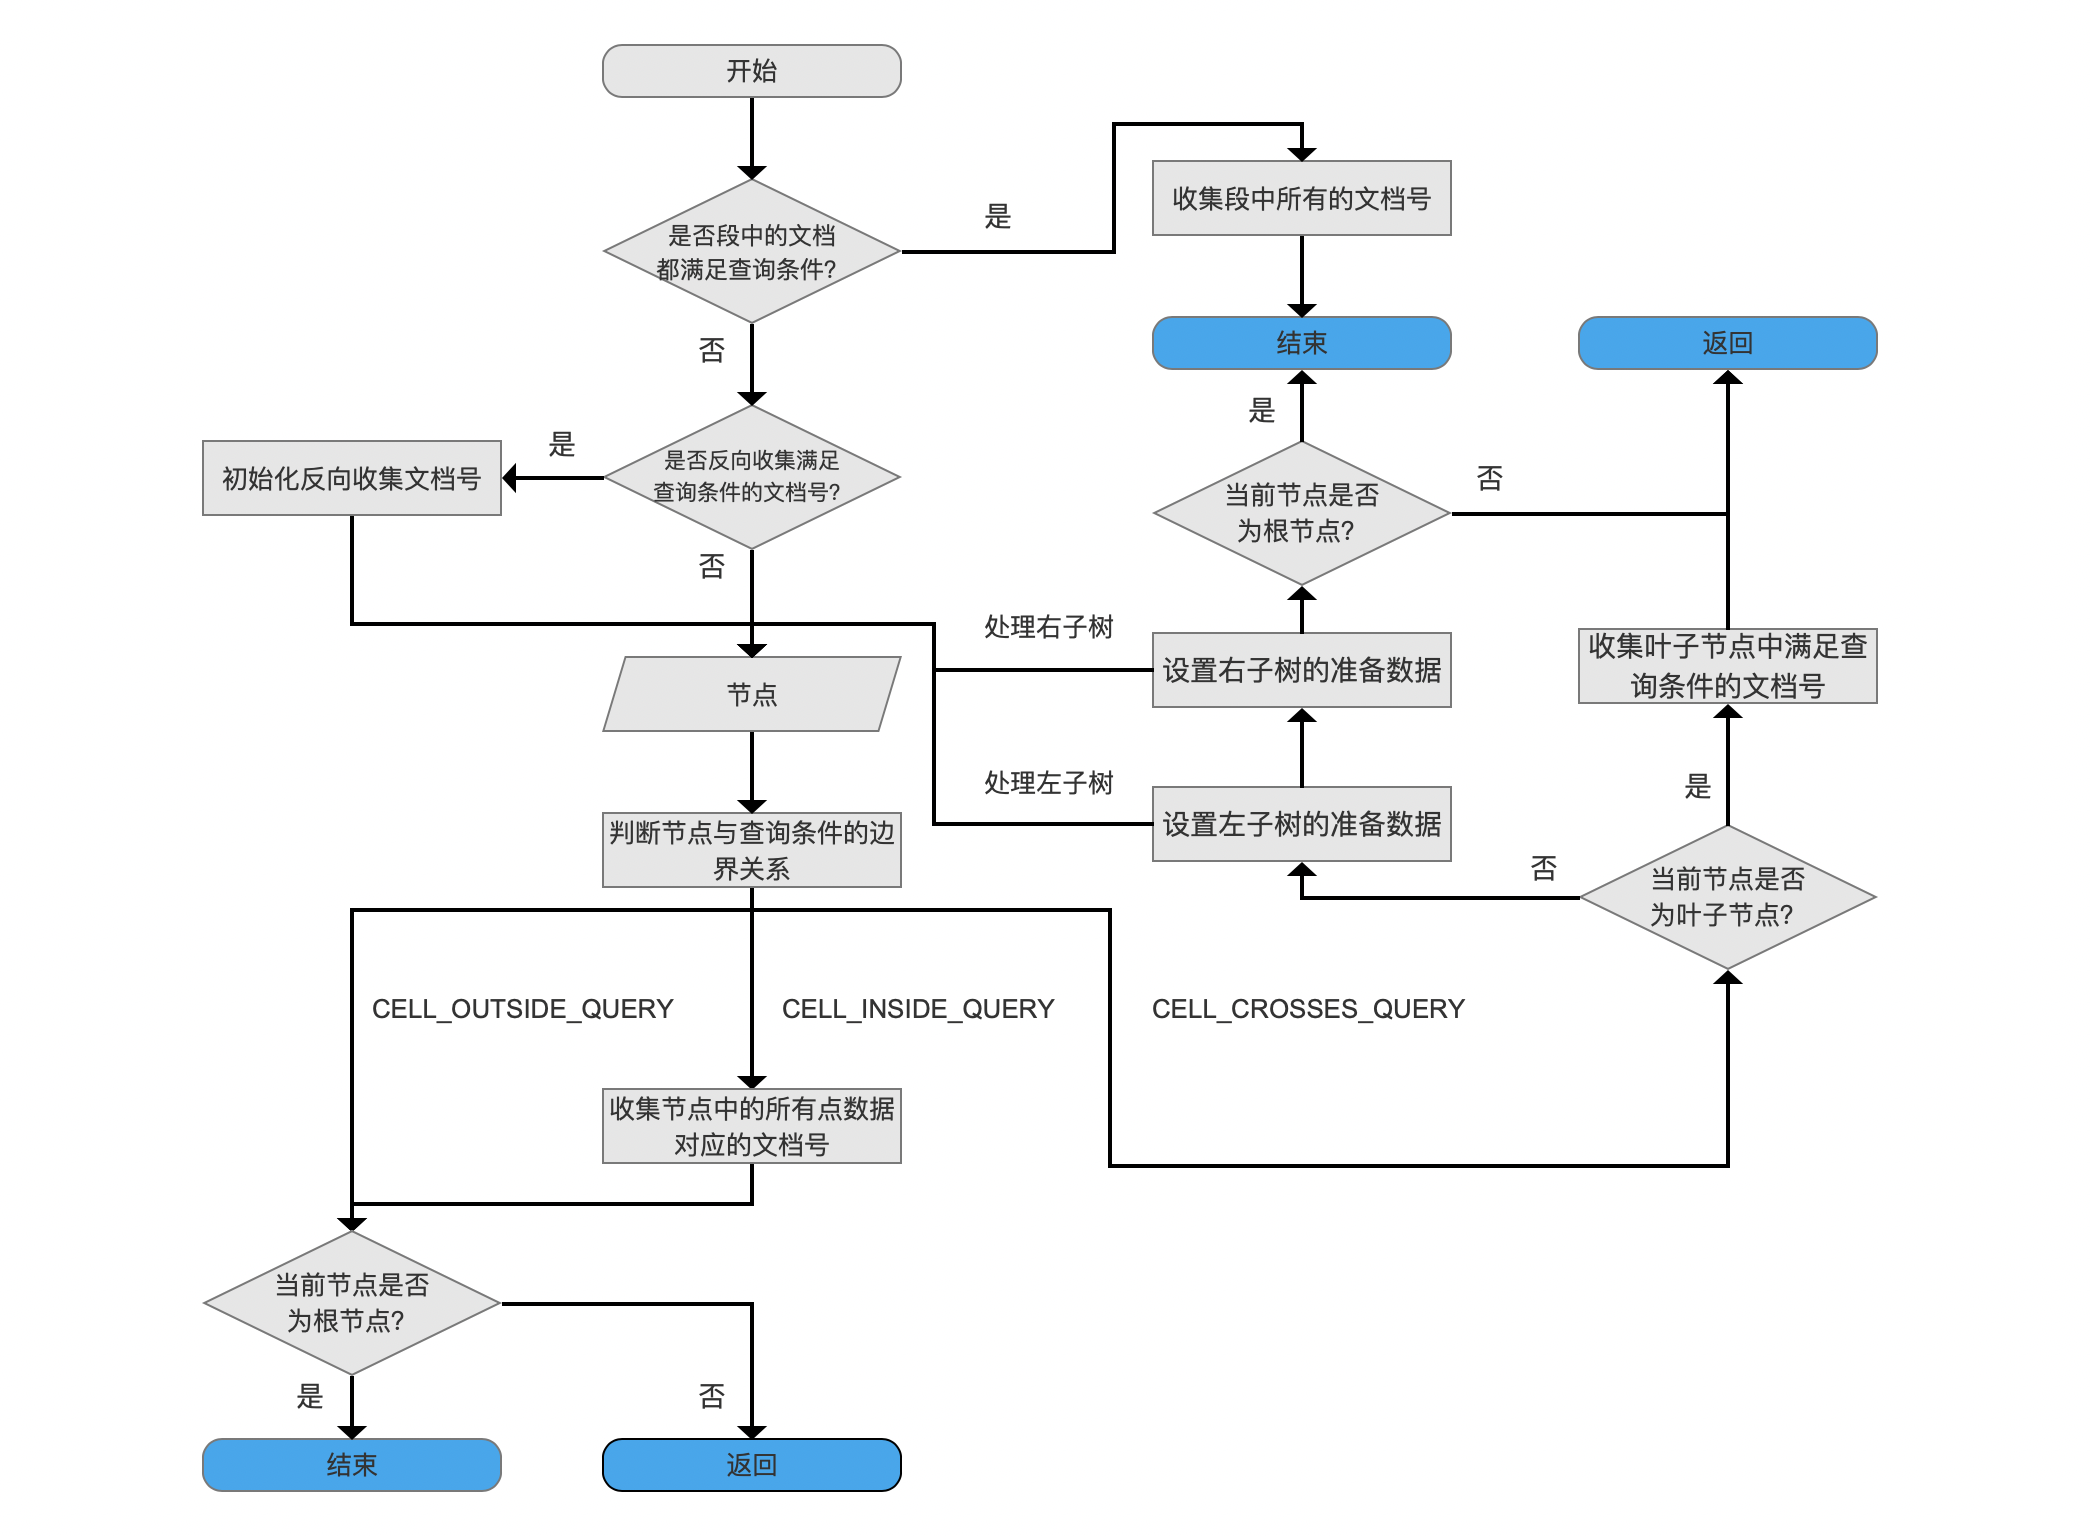 开始
是否段中的文档
都满足查询条件?
是
收集段中所有的文档号
否
结束
返回
是
是否反向收集满足
查询条件的文档号?
是
初始化反向收集文档号
当前节点是否
为根节点?
否
否
处理右子树
设置右子树的准备数据
收集叶子节点中满足查
询条件的文档号
节点
处理左子树
设置左子树的准备数据
是
判断节点与查询条件的边
界关系
否
当前节点是否
为叶子节点?
CELL_OUTSIDE_QUERY
CELL_INSIDE_QUERY
CELL_CROSSES_QUERY
收集节点中的所有点数据
对应的文档号
当前节点是否
为根节点?
是
否
结束
返回